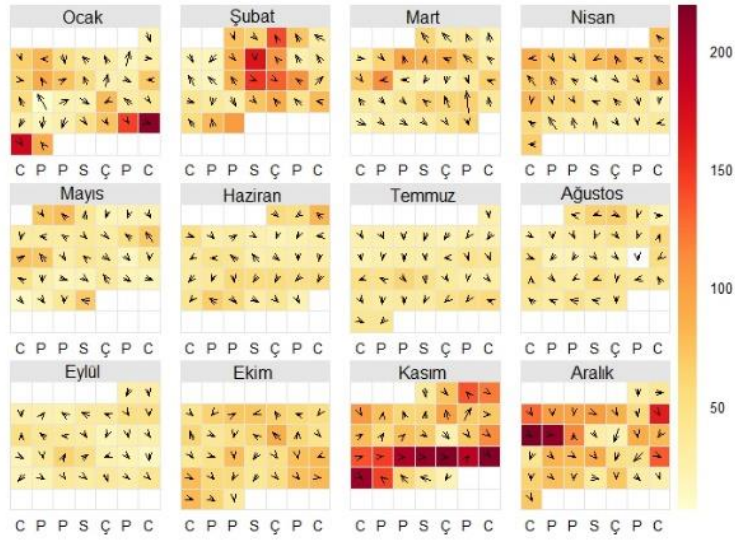 Ocak Şubat Mart Nisan
C P P S Ç P C C P P S Ç P C C P P S Ç P C C P P S Ç P C
Mayıs Haziran Temmuz Ağustos
C P P S Ç P C C P P S Ç P C C P P S Ç P C C P P S Ç P C
Eylül Ekim Kasım Aralık
C P P S Ç P C C P P S Ç P C C P P S Ç P C C P P S Ç P C
200
150
100
50